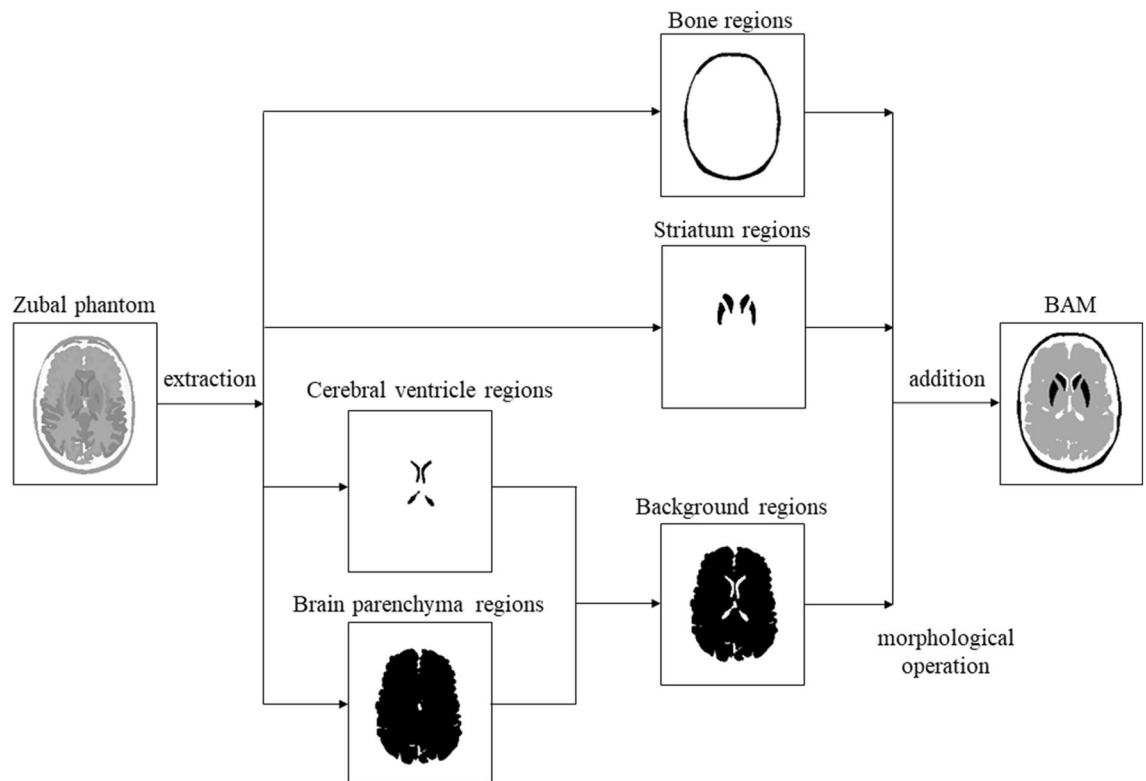 Bone regions
Striatum regions
Zubal phantom
BAM
extraction
addition
Cerebral ventricle regions
Background regions
Brain parenchyma regions
morphological
operation